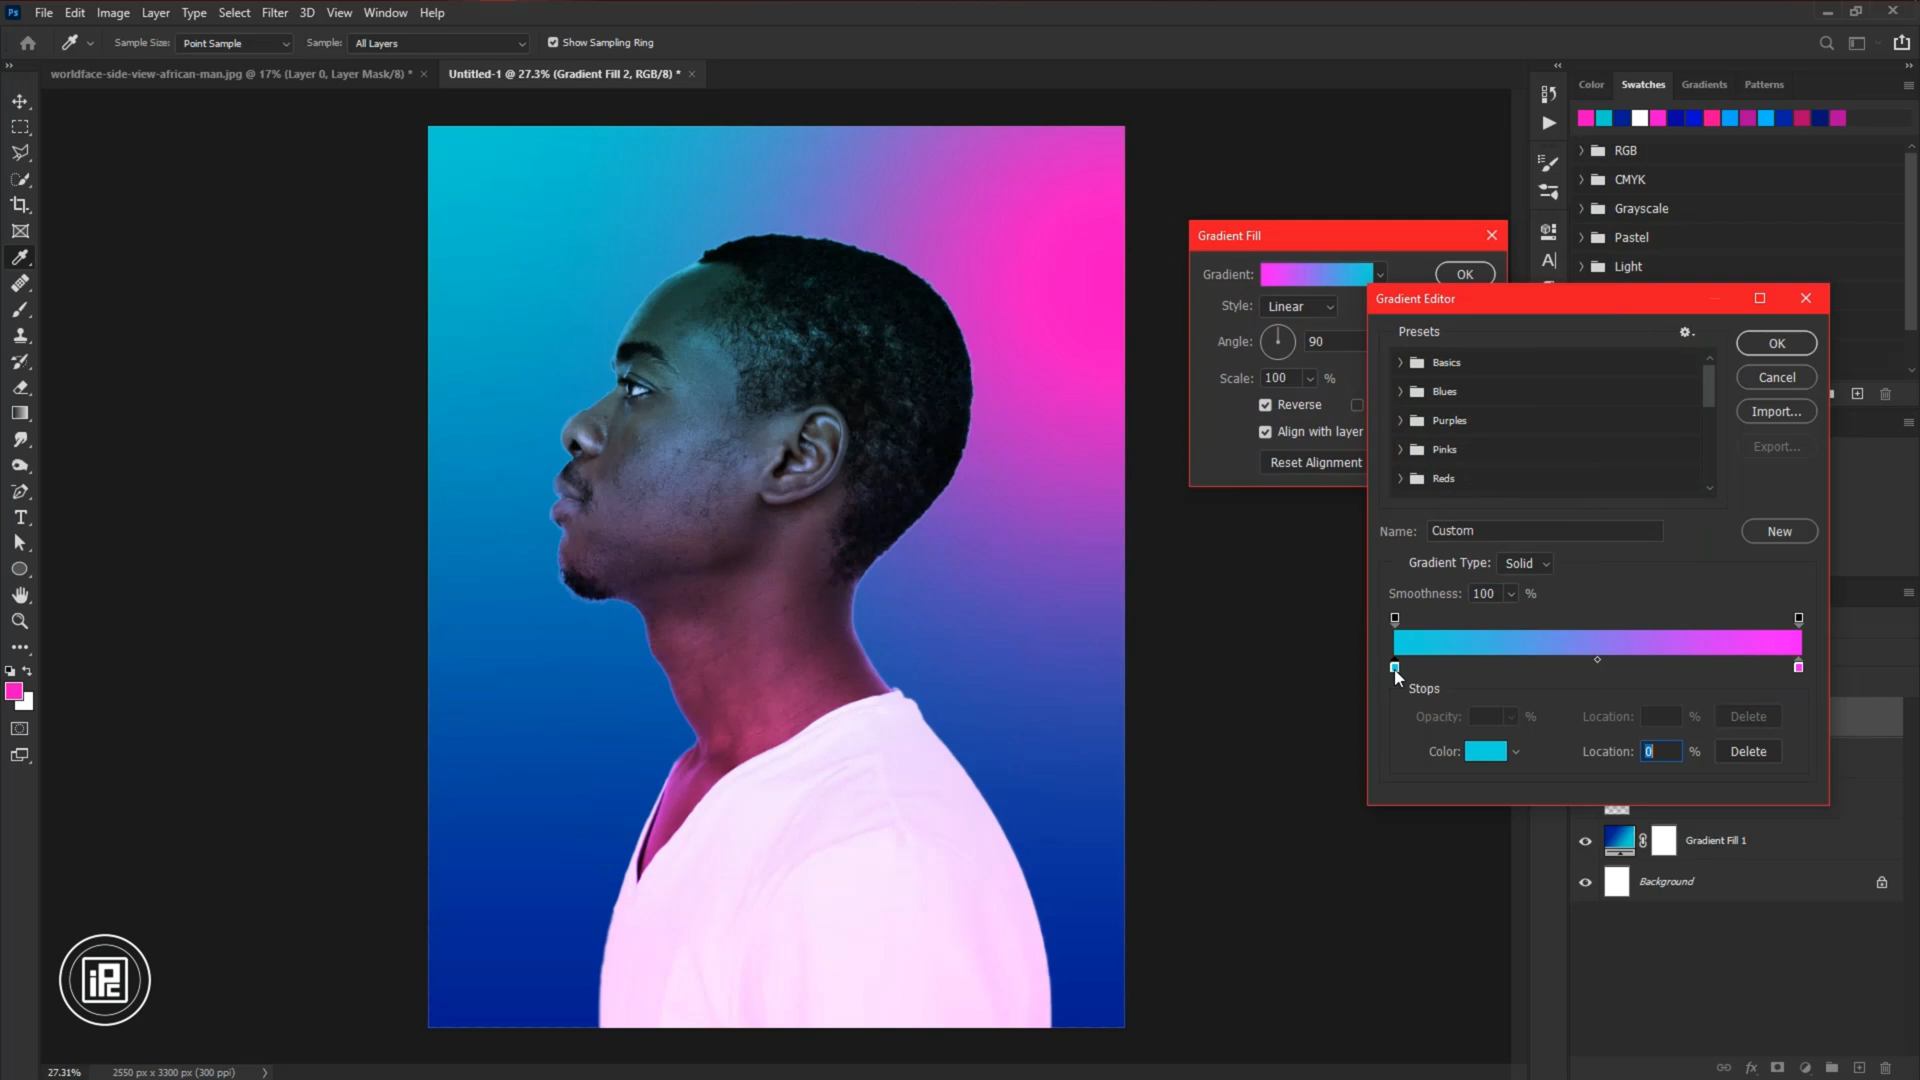 Ps File Edit Image Layer Type Select Filter 3D View Window Help
Sample Size: Point Sample Sample: All Layers Show Sampling Ring
worldface-side-view-african-man.jpg @ 17% (Layer 0, Layer Mask/8) * ×
Untitled-1 @ 27.3% (Gradient Fill 2, RGB/8) * ×
Color Swatches Gradients Patterns
RGB
CMYK
Grayscale
Pastel
Light
Gradient Fill
Gradient:
OK
Style: Linear
Angle: 90
Scale: 100 %
Reverse
Align with layer
Reset Alignment
Gradient Editor
Presets
Basics
Blues
Purples
Pinks
Reds
OK
Cancel
Import...
Export...
Name: Custom
New
Gradient Type: Solid
Smoothness: 100 %
Stops
Opacity: % Location: % Delete
Color: Location: 0 % Delete
Gradient Fill 1
Background
iPC
27.31% 2550 px x 3300 px (300 ppi)